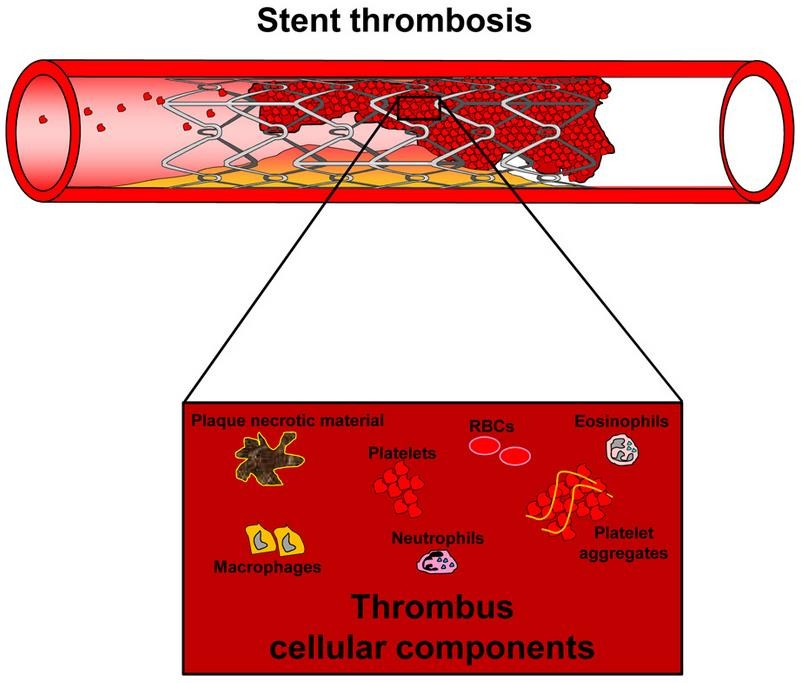 Stent thrombosis
Plaque necrotic material
RBCs
Eosinophils
Platelets
Neutrophils
Platelet
aggregates
Macrophages
Thrombus
cellular components